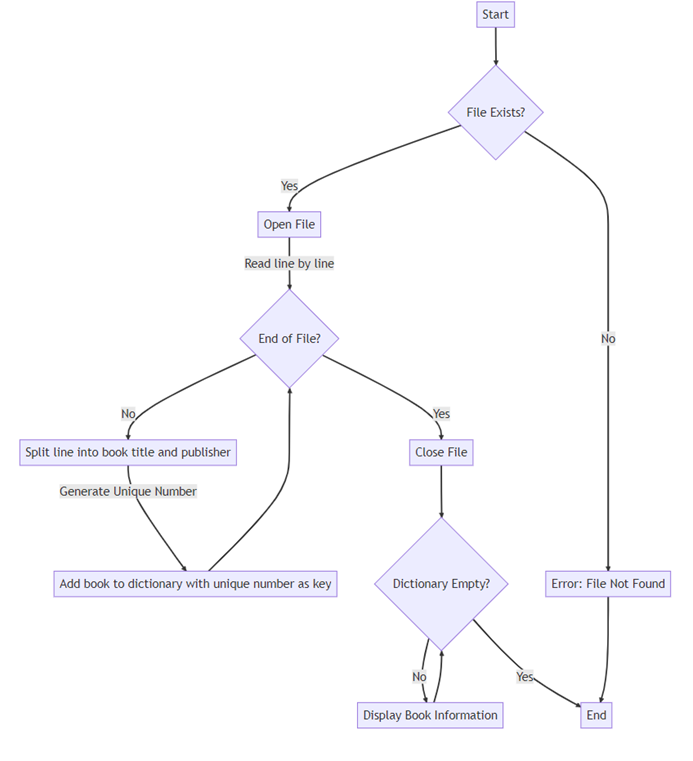 Start
File Exists?
Yes
Open File
Read line by line
End of File?
No
No
Yes
Split line into book title and publisher
Close File
Generate Unique Number
Add book to dictionary with unique number as key
Dictionary Empty?
Error: File Not Found
No
Yes
Display Book Information
End